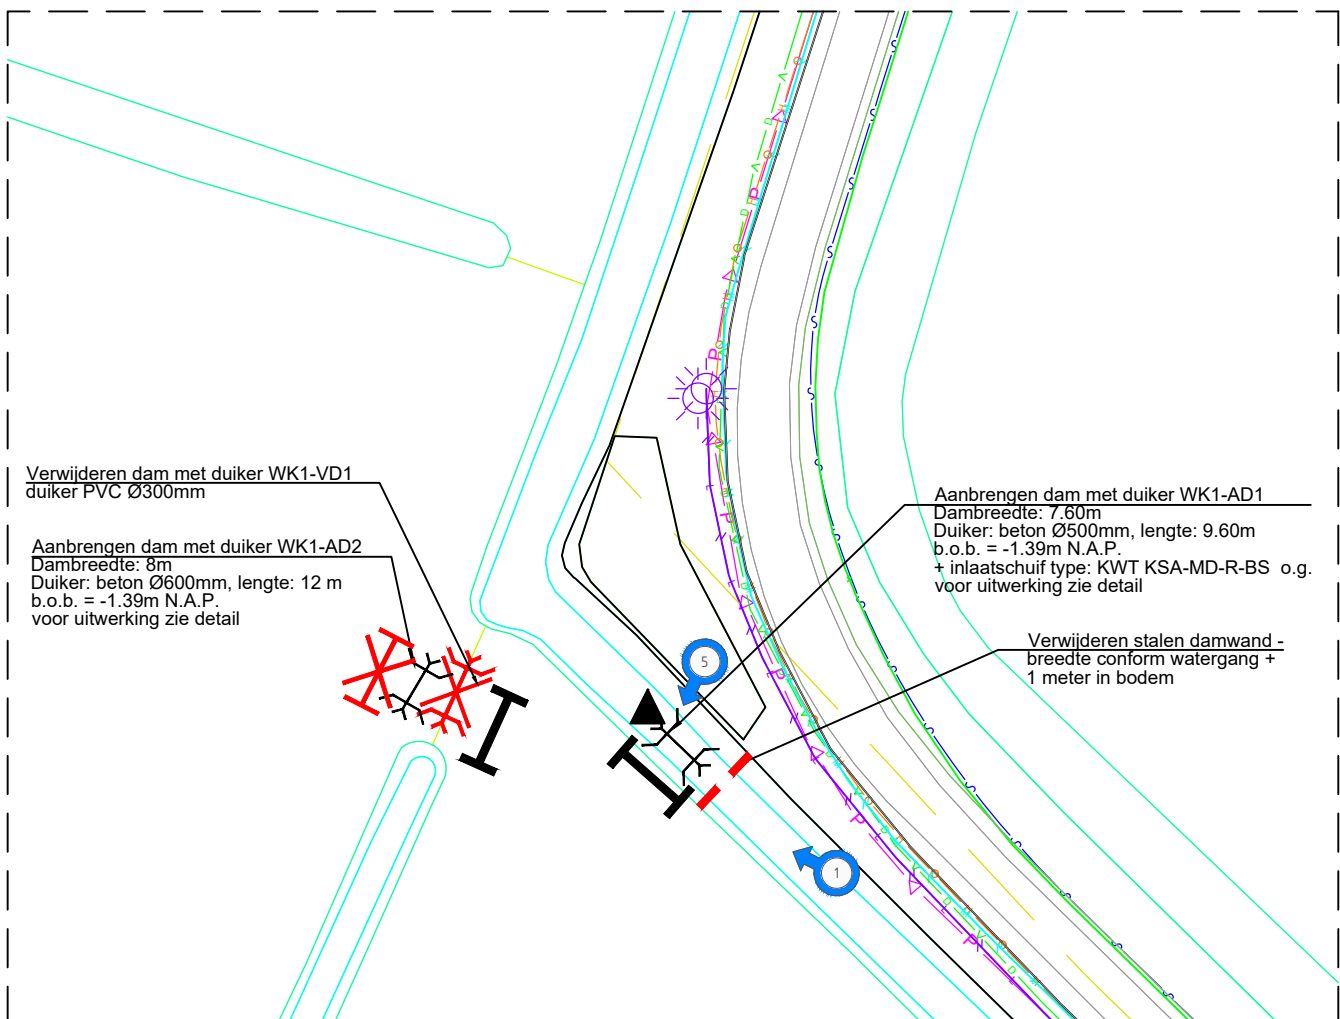 Verwijderen dam met duiker WK1-VD1
duiker PVC Ø300mm
Aanbrengen dam met duiker WK1-AD2
Dambreedte: 8m
Duiker: beton Ø600mm, lengte: 12 m
b.o.b. = -1.39m N.A.P.
voor uitwerking zie detail
Aanbrengen dam met duiker WK1-AD1
Dambreedte: 7.60m
Duiker: beton Ø500mm, lengte: 9.60m
b.o.b. = -1.39m N.A.P.
+ inlaatschuif type: KWT KSA-MD-R-BS o.g.
voor uitwerking zie detail
Verwijderen stalen damwand -
breedte conform watergang +
1 meter in bodem
5
1